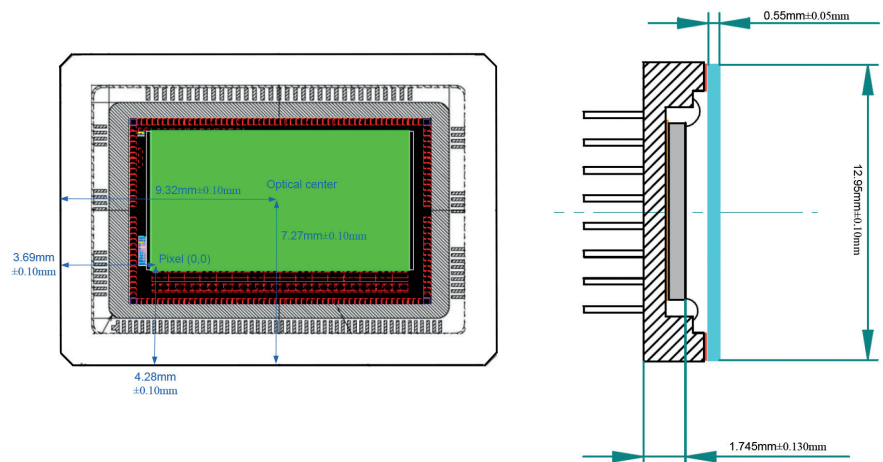 0.55mm±0.05mm
Optical center
9.32mm±0.10mm
7.27mm±0.10mm
12.95mm±0.10mm
3.69mm
±0.10mm
Pixel (0,0)
4.28mm
±0.10mm
1.745mm±0.130mm